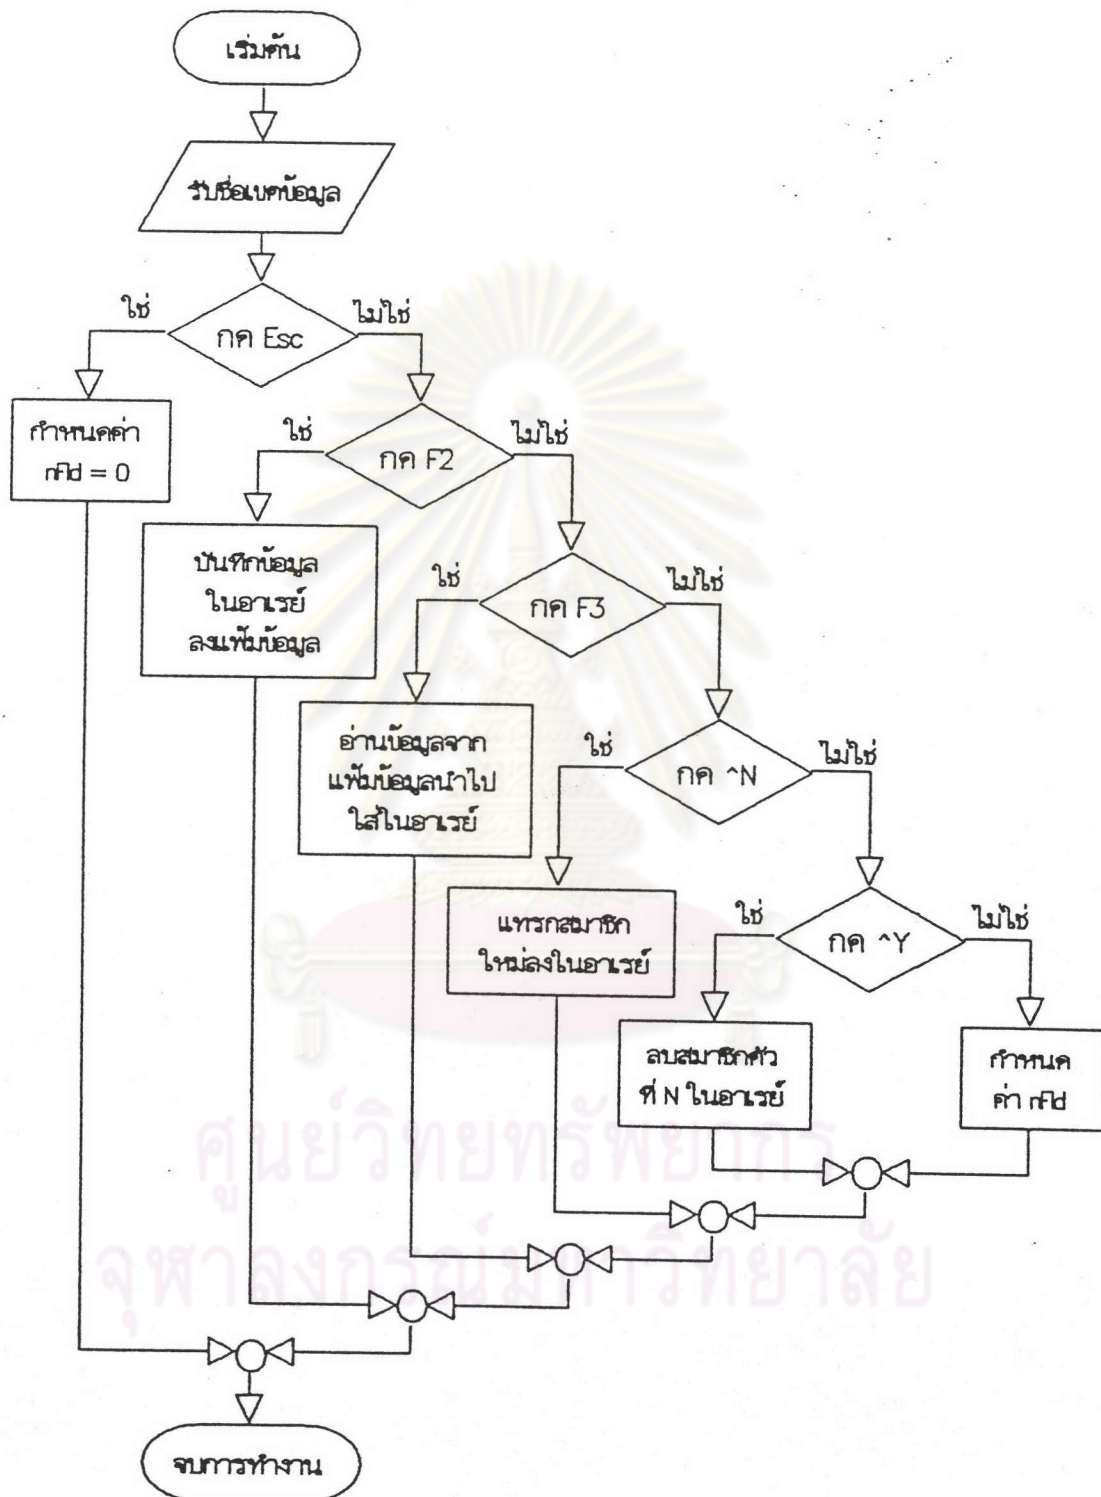 เริ่มต้น
รับชื่อเขตข้อมูล
ใช่
ไม่ใช่
กด Esc
กำหนดค่า
nFld = 0
ใช่
ไม่ใช่
กด F2
บันทึกข้อมูล
ในอาเรย์
ลงแฟ้มข้อมูล
ใช่
ไม่ใช่
กด F3
อ่านข้อมูลจาก
แฟ้มข้อมูลนำไป
ใส่ในอาเรย์
ใช่
ไม่ใช่
กด ^N
แทรกสมาชิก
ใหม่ลงในอาเรย์
ใช่
ไม่ใช่
กด ^Y
ลบสมาชิกตัว
ที่ N ในอาเรย์
กำหนด
ค่า nFld
ศูนย์วิทยทรัพยากร
จุฬาลงกรณ์มหาวิทยาลัย
จบการทำงาน